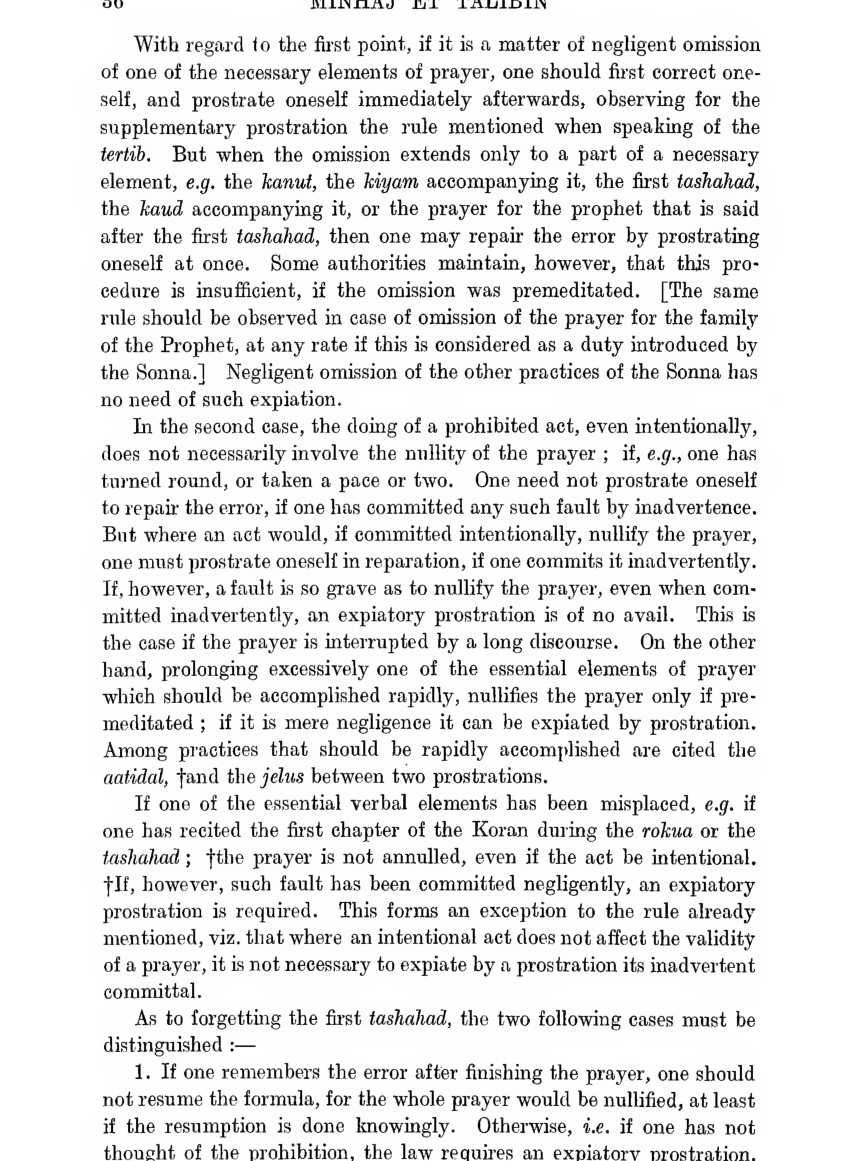 56 MINHAJ ET TALIBIN
With regard to the first point, if it is a matter of negligent omission
of one of the necessary elements of prayer, one should first correct one-
self, and prostrate oneself immediately afterwards, observing for the
supplementary prostration the rule mentioned when speaking of the
tertib. But when the omission extends only to a part of a necessary
element, e.g. the kanut, the kiyam accompanying it, the first tashahad,
the kaud accompanying it, or the prayer for the prophet that is said
after the first tashahad, then one may repair the error by prostrating
oneself at once. Some authorities maintain, however, that this pro-
cedure is insufficient, if the omission was premeditated. [The same
rule should be observed in case of omission of the prayer for the family
of the Prophet, at any rate if this is considered as a duty introduced by
the Sonna.] Negligent omission of the other practices of the Sonna has
no need of such expiation.
In the second case, the doing of a prohibited act, even intentionally,
does not necessarily involve the nullity of the prayer ; if, e.g., one has
turned round, or taken a pace or two. One need not prostrate oneself
to repair the error, if one has committed any such fault by inadvertence.
But where an act would, if committed intentionally, nullify the prayer,
one must prostrate oneself in reparation, if one commits it inadvertently.
If, however, a fault is so grave as to nullify the prayer, even when com-
mitted inadvertently, an expiatory prostration is of no avail. This is
the case if the prayer is interrupted by a long discourse. On the other
hand, prolonging excessively one of the essential elements of prayer
which should be accomplished rapidly, nullifies the prayer only if pre-
meditated ; if it is mere negligence it can be expiated by prostration.
Among practices that should be rapidly accomplished are cited the
aatidal, †and the jelus between two prostrations.
If one of the essential verbal elements has been misplaced, e.g. if
one has recited the first chapter of the Koran during the rokua or the
tashahad ; †the prayer is not annulled, even if the act be intentional.
†If, however, such fault has been committed negligently, an expiatory
prostration is required. This forms an exception to the rule already
mentioned, viz. that where an intentional act does not affect the validity
of a prayer, it is not necessary to expiate by a prostration its inadvertent
committal.
As to forgetting the first tashahad, the two following cases must be
distinguished :—
1. If one remembers the error after finishing the prayer, one should
not resume the formula, for the whole prayer would be nullified, at least
if the resumption is done knowingly. Otherwise, i.e. if one has not
thought of the prohibition, the law requires an expiatory prostration.